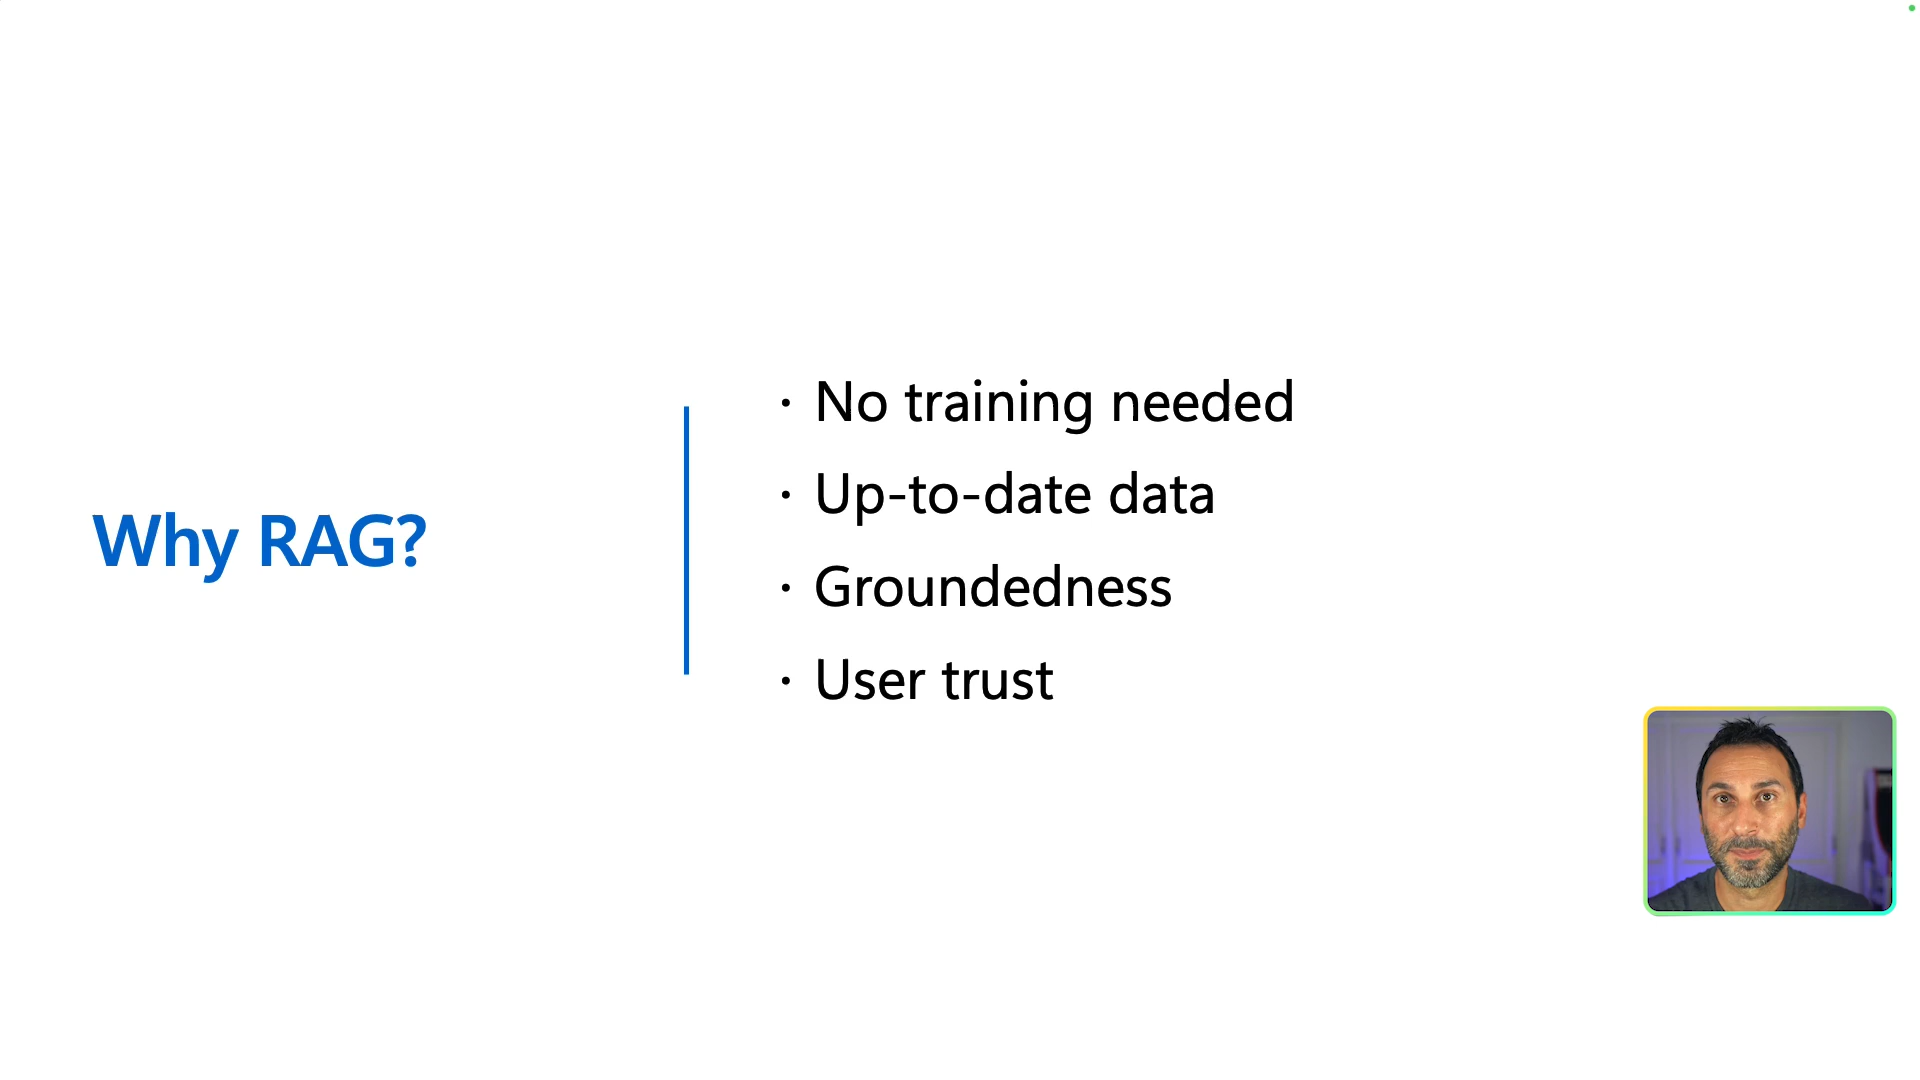 Why RAG?
· No training needed
· Up-to-date data
· Groundedness
· User trust